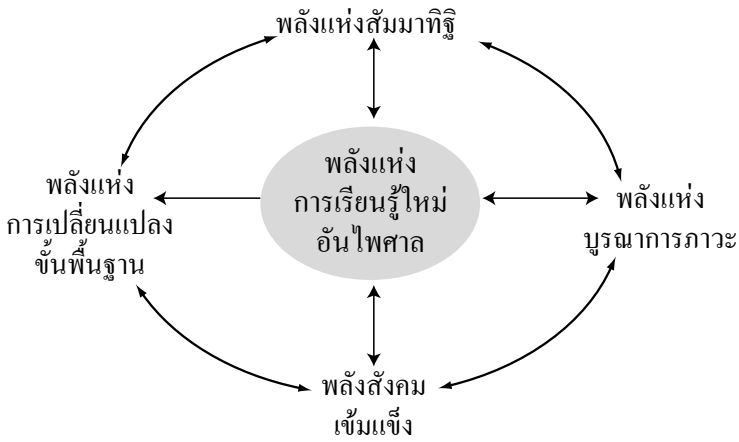 พลังแห่งสัมมาทิฐิ
พลังแห่ง
การเปลี่ยนแปลง
ขั้นพื้นฐาน
พลังแห่ง
การเรียนรู้ใหม่
อันไพศาล
พลังแห่ง
บูรณาการภาวะ
พลังสังคม
เข้มแข็ง